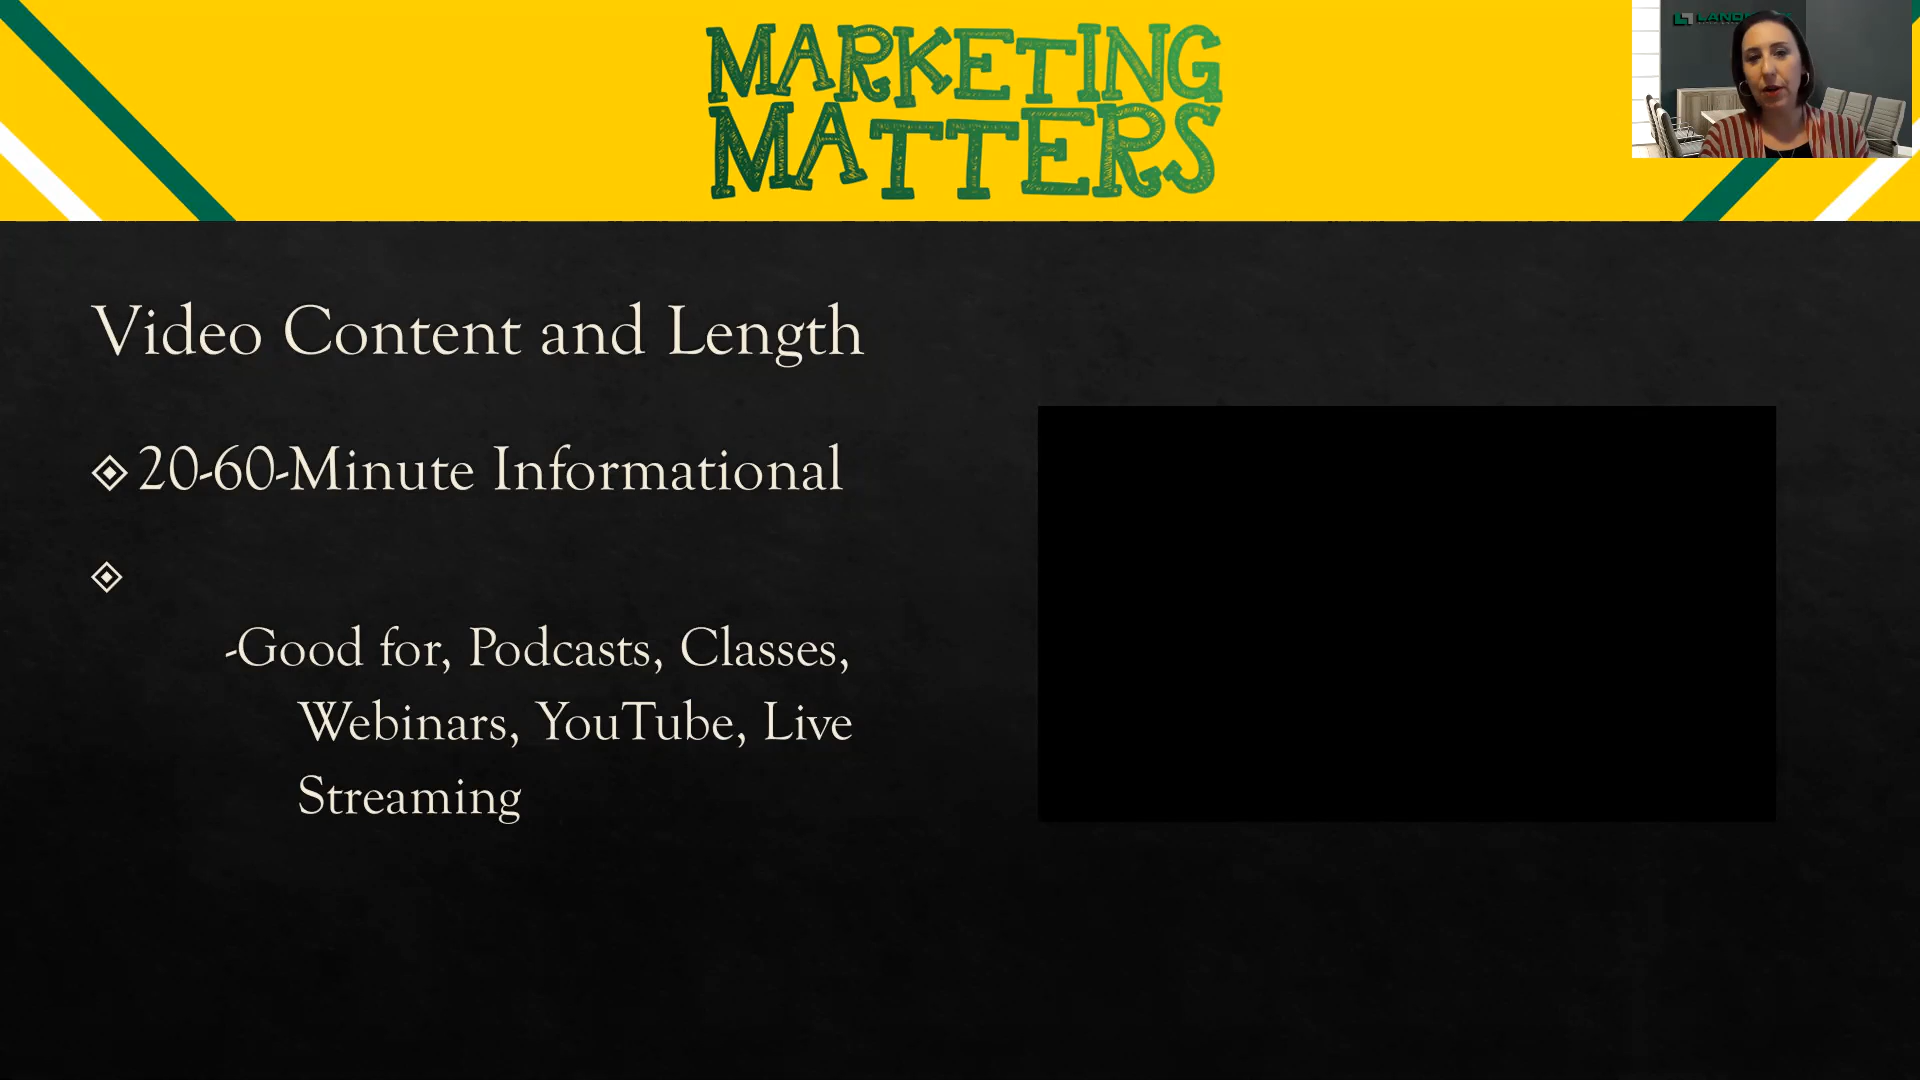 MARKETING
MATTERS
Video Content and Length
20-60-Minute Informational
-Good for, Podcasts, Classes,
Webinars, YouTube, Live
Streaming